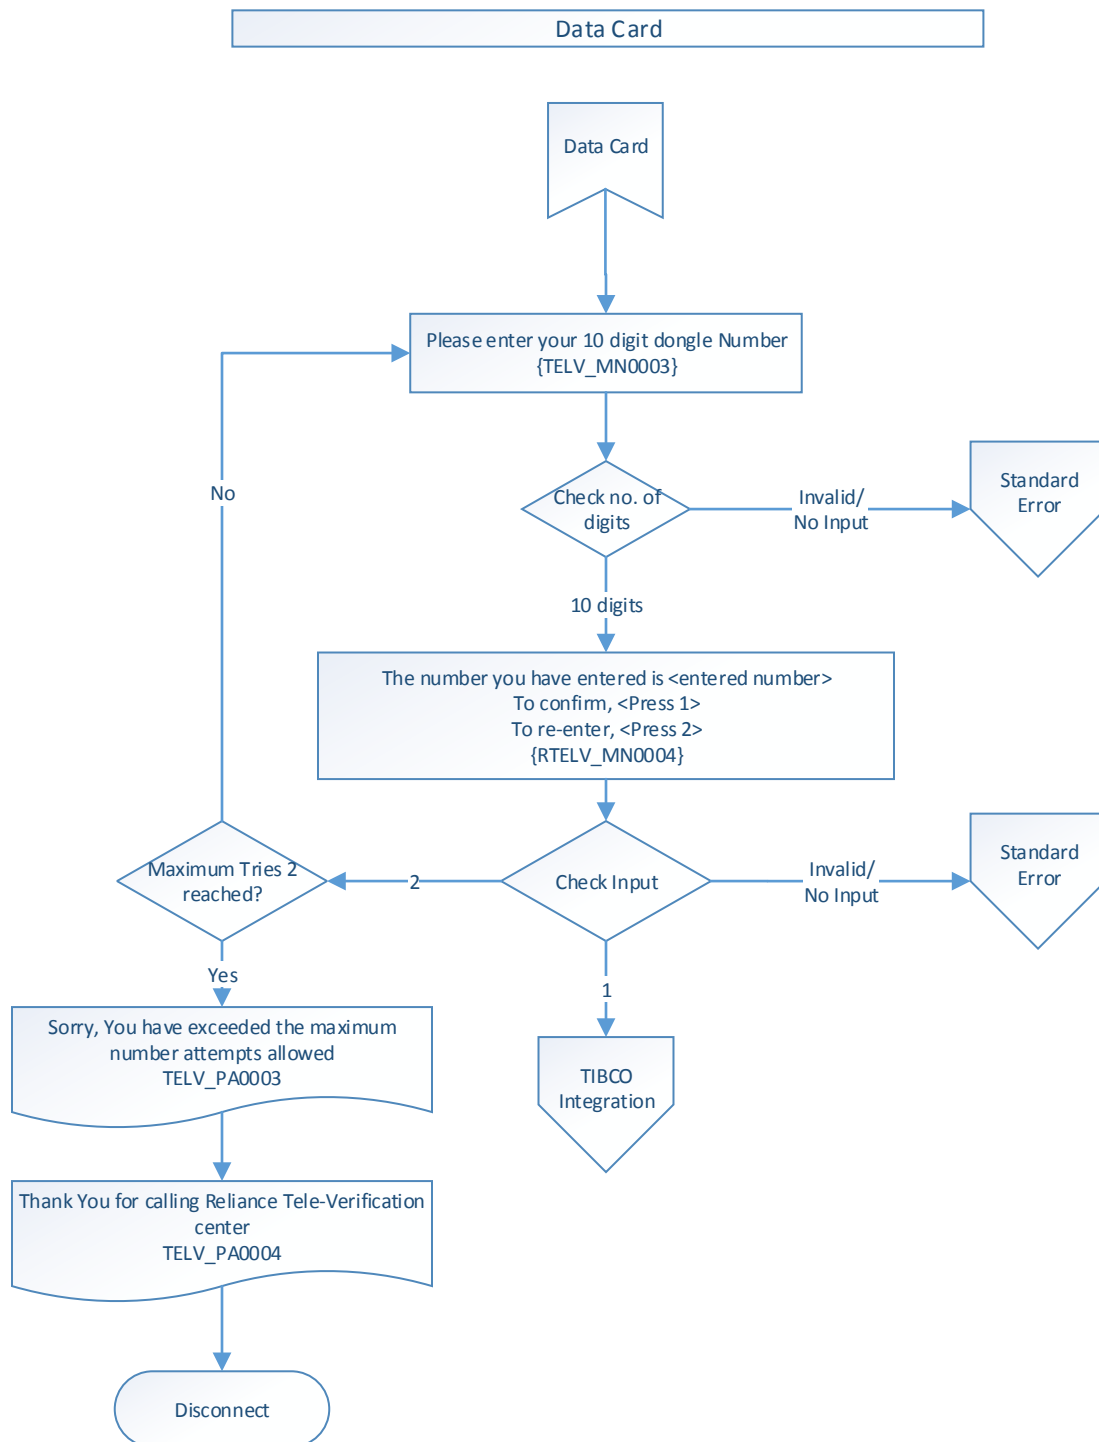 Data Card
Data Card
Please enter your 10 digit dongle Number
{TELV_MN0003}
No
Check no. of
digits
Invalid/
No Input
Standard
Error
10 digits
The number you have entered is <entered number>
To confirm, <Press 1>
To re-enter, <Press 2>
{RTELV_MN0004}
Maximum Tries 2
reached?
2
Check Input
Invalid/
No Input
Standard
Error
Yes
1
Sorry, You have exceeded the maximum
number attempts allowed
TELV_PA0003
TIBCO
Integration
Thank You for calling Reliance Tele-Verification
center
TELV_PA0004
Disconnect